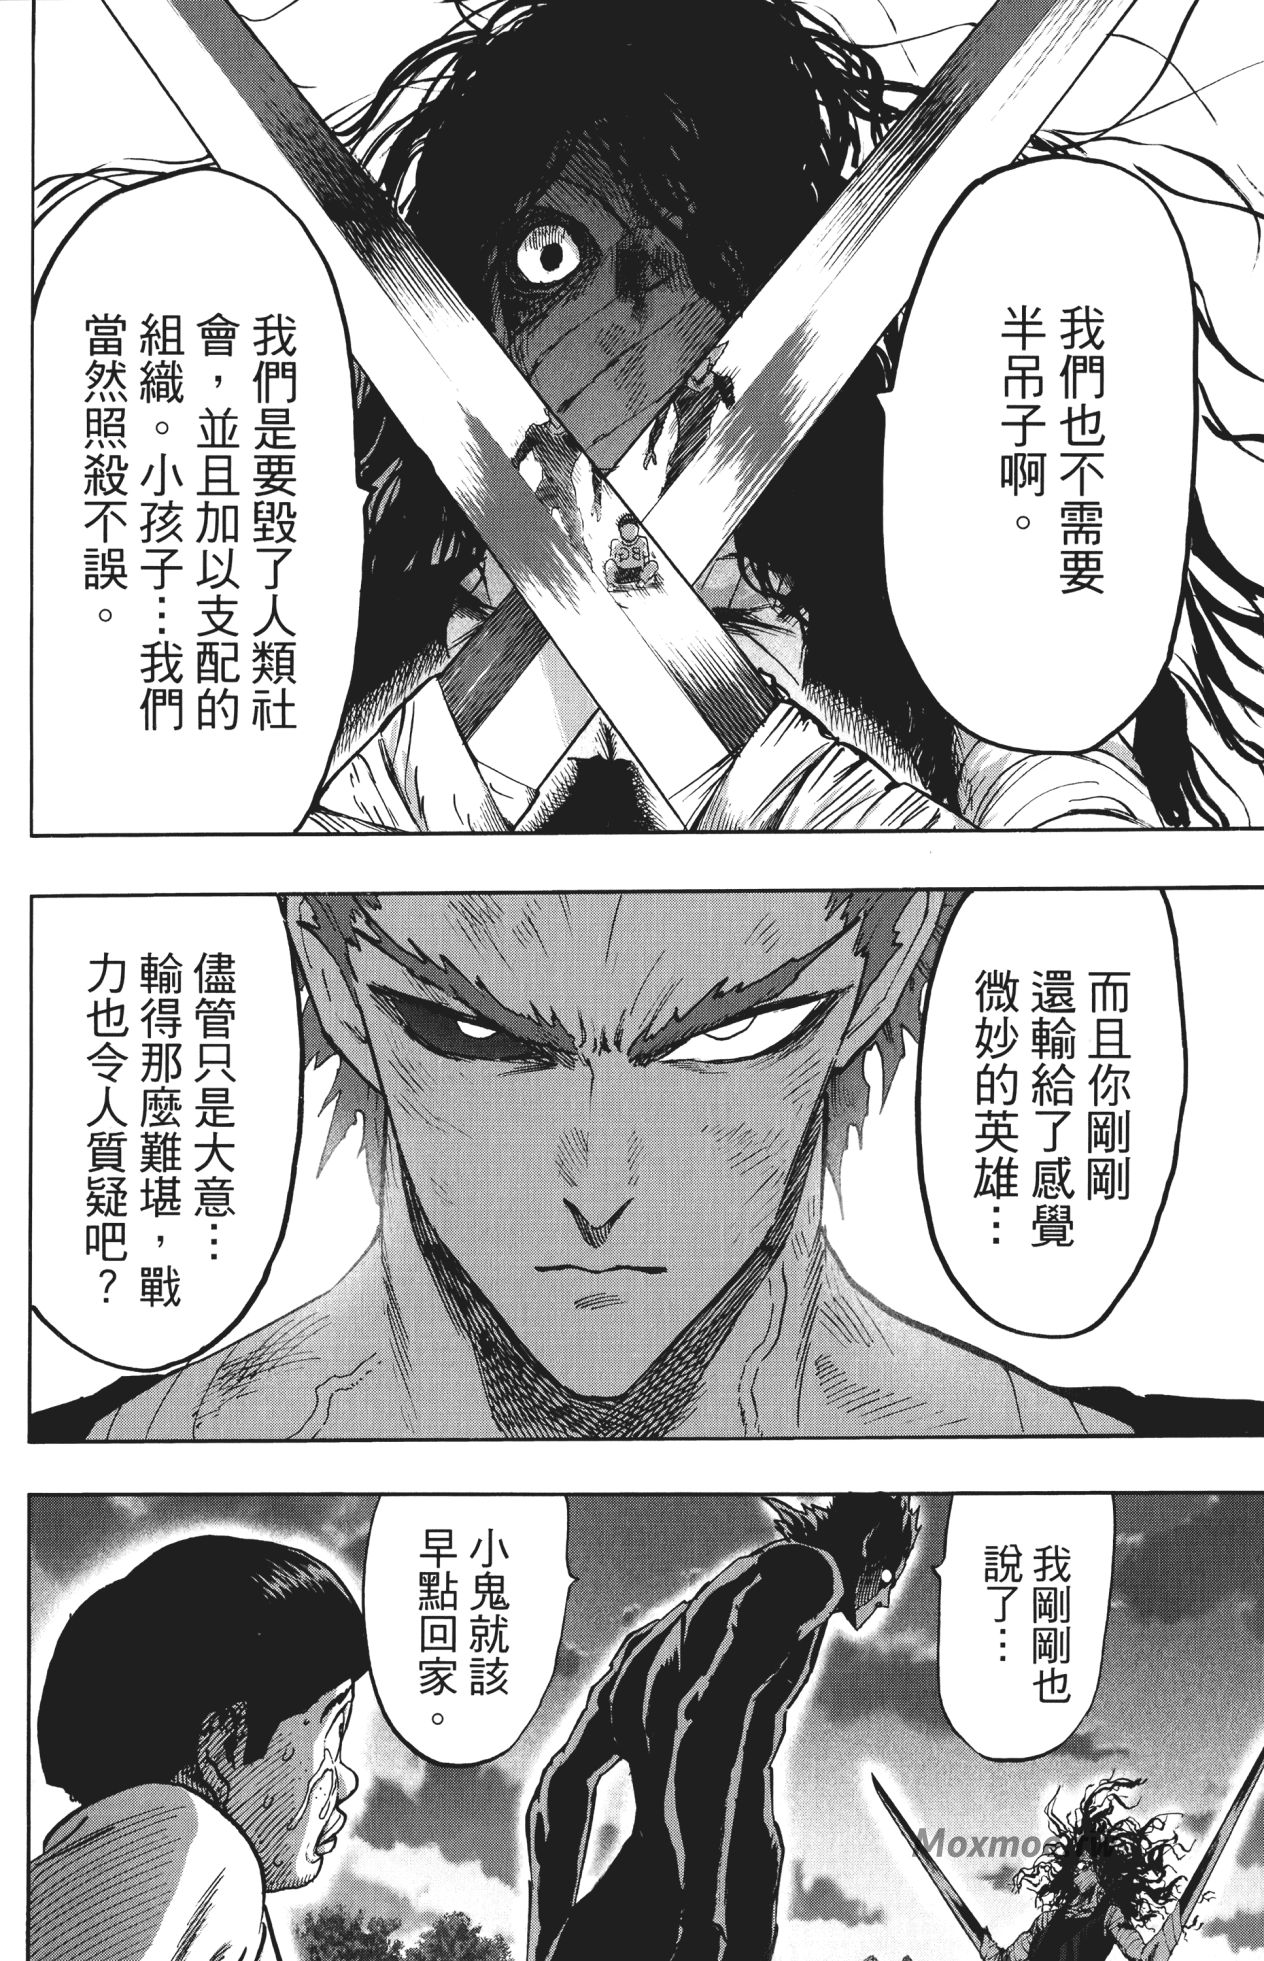 我們也不需要
半吊子啊。
我們是要毀了人類社
會，並且加以支配的
組織。小孩子…我們
當然照殺不誤。
而且你剛剛
還輸給了感覺
微妙的英雄…
儘管只是大意…
輸得那麼難堪，戰
力也令人質疑吧？
我剛剛也
說了…
小鬼就該
早點回家。